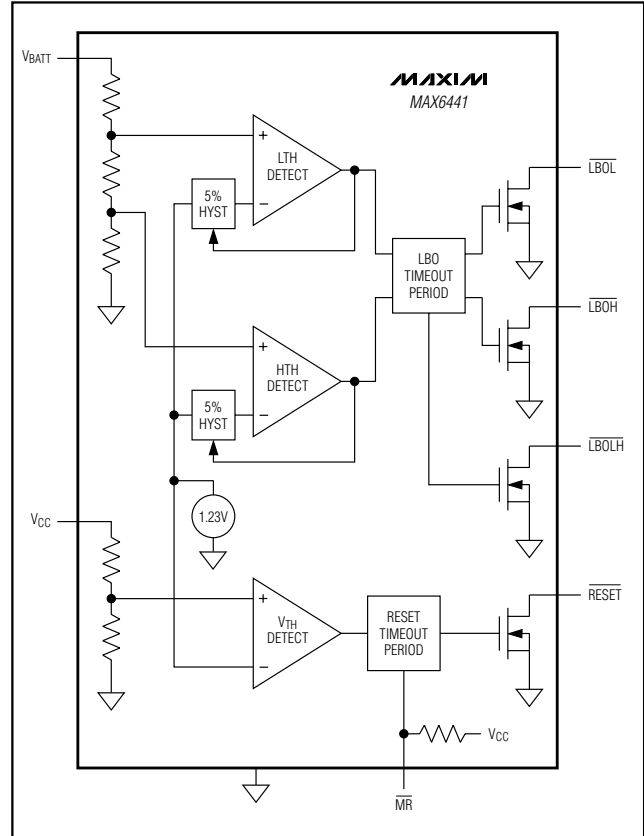 VBATT
MAXIM
MAX6441
LTH
DETECT
+
−
5%
HYST
LBOL
LBO
TIMEOUT
PERIOD
LBOH
HTH
DETECT
+
−
5%
HYST
LBOLH
1.23V
VCC
VTH
DETECT
+
−
RESET
TIMEOUT
PERIOD
RESET
VCC
MR